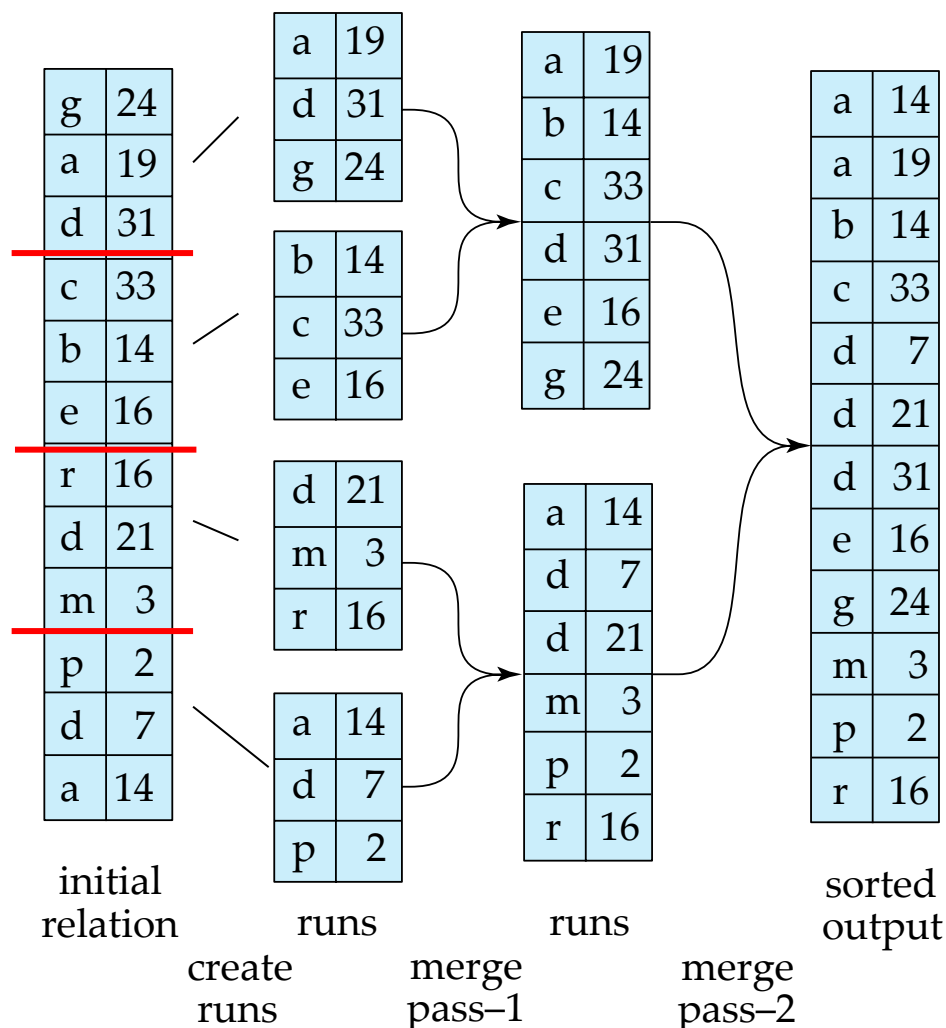 g 24
a 19
d 31
c 33
b 14
e 16
r 16
d 21
m 3
p 2
d 7
a 14
initial
relation
create
runs
a 19
d 31
g 24
b 14
c 33
e 16
d 21
m 3
r 16
a 14
d 7
p 2
runs
merge
pass–1
a 19
b 14
c 33
d 31
e 16
g 24
a 14
d 7
d 21
m 3
p 2
r 16
runs
merge
pass–2
a 14
a 19
b 14
c 33
d 7
d 21
d 31
e 16
g 24
m 3
p 2
r 16
sorted
output